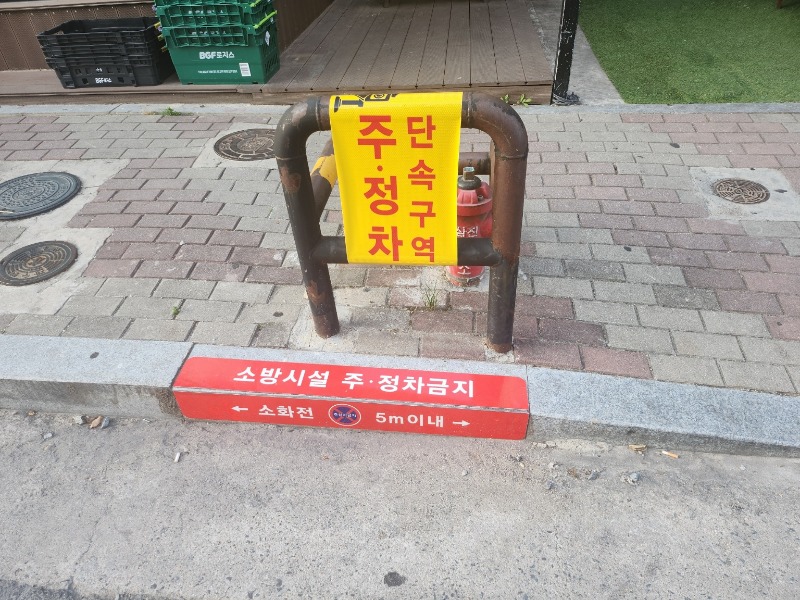 BGF로지스
주·정차
단속구역
소방시설 주·정차금지
← 소화전 5m이내 →